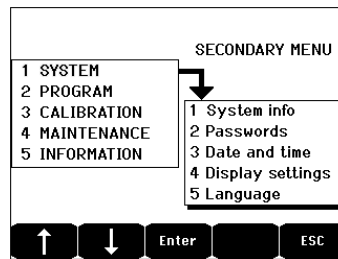 SECONDARY MENU
1 SYSTEM
2 PROGRAM
3 CALIBRATION
4 MAINTENANCE
5 INFORMATION
1 System info
2 Passwords
3 Date and time
4 Display settings
5 Language
↑ ↓ Enter ESC